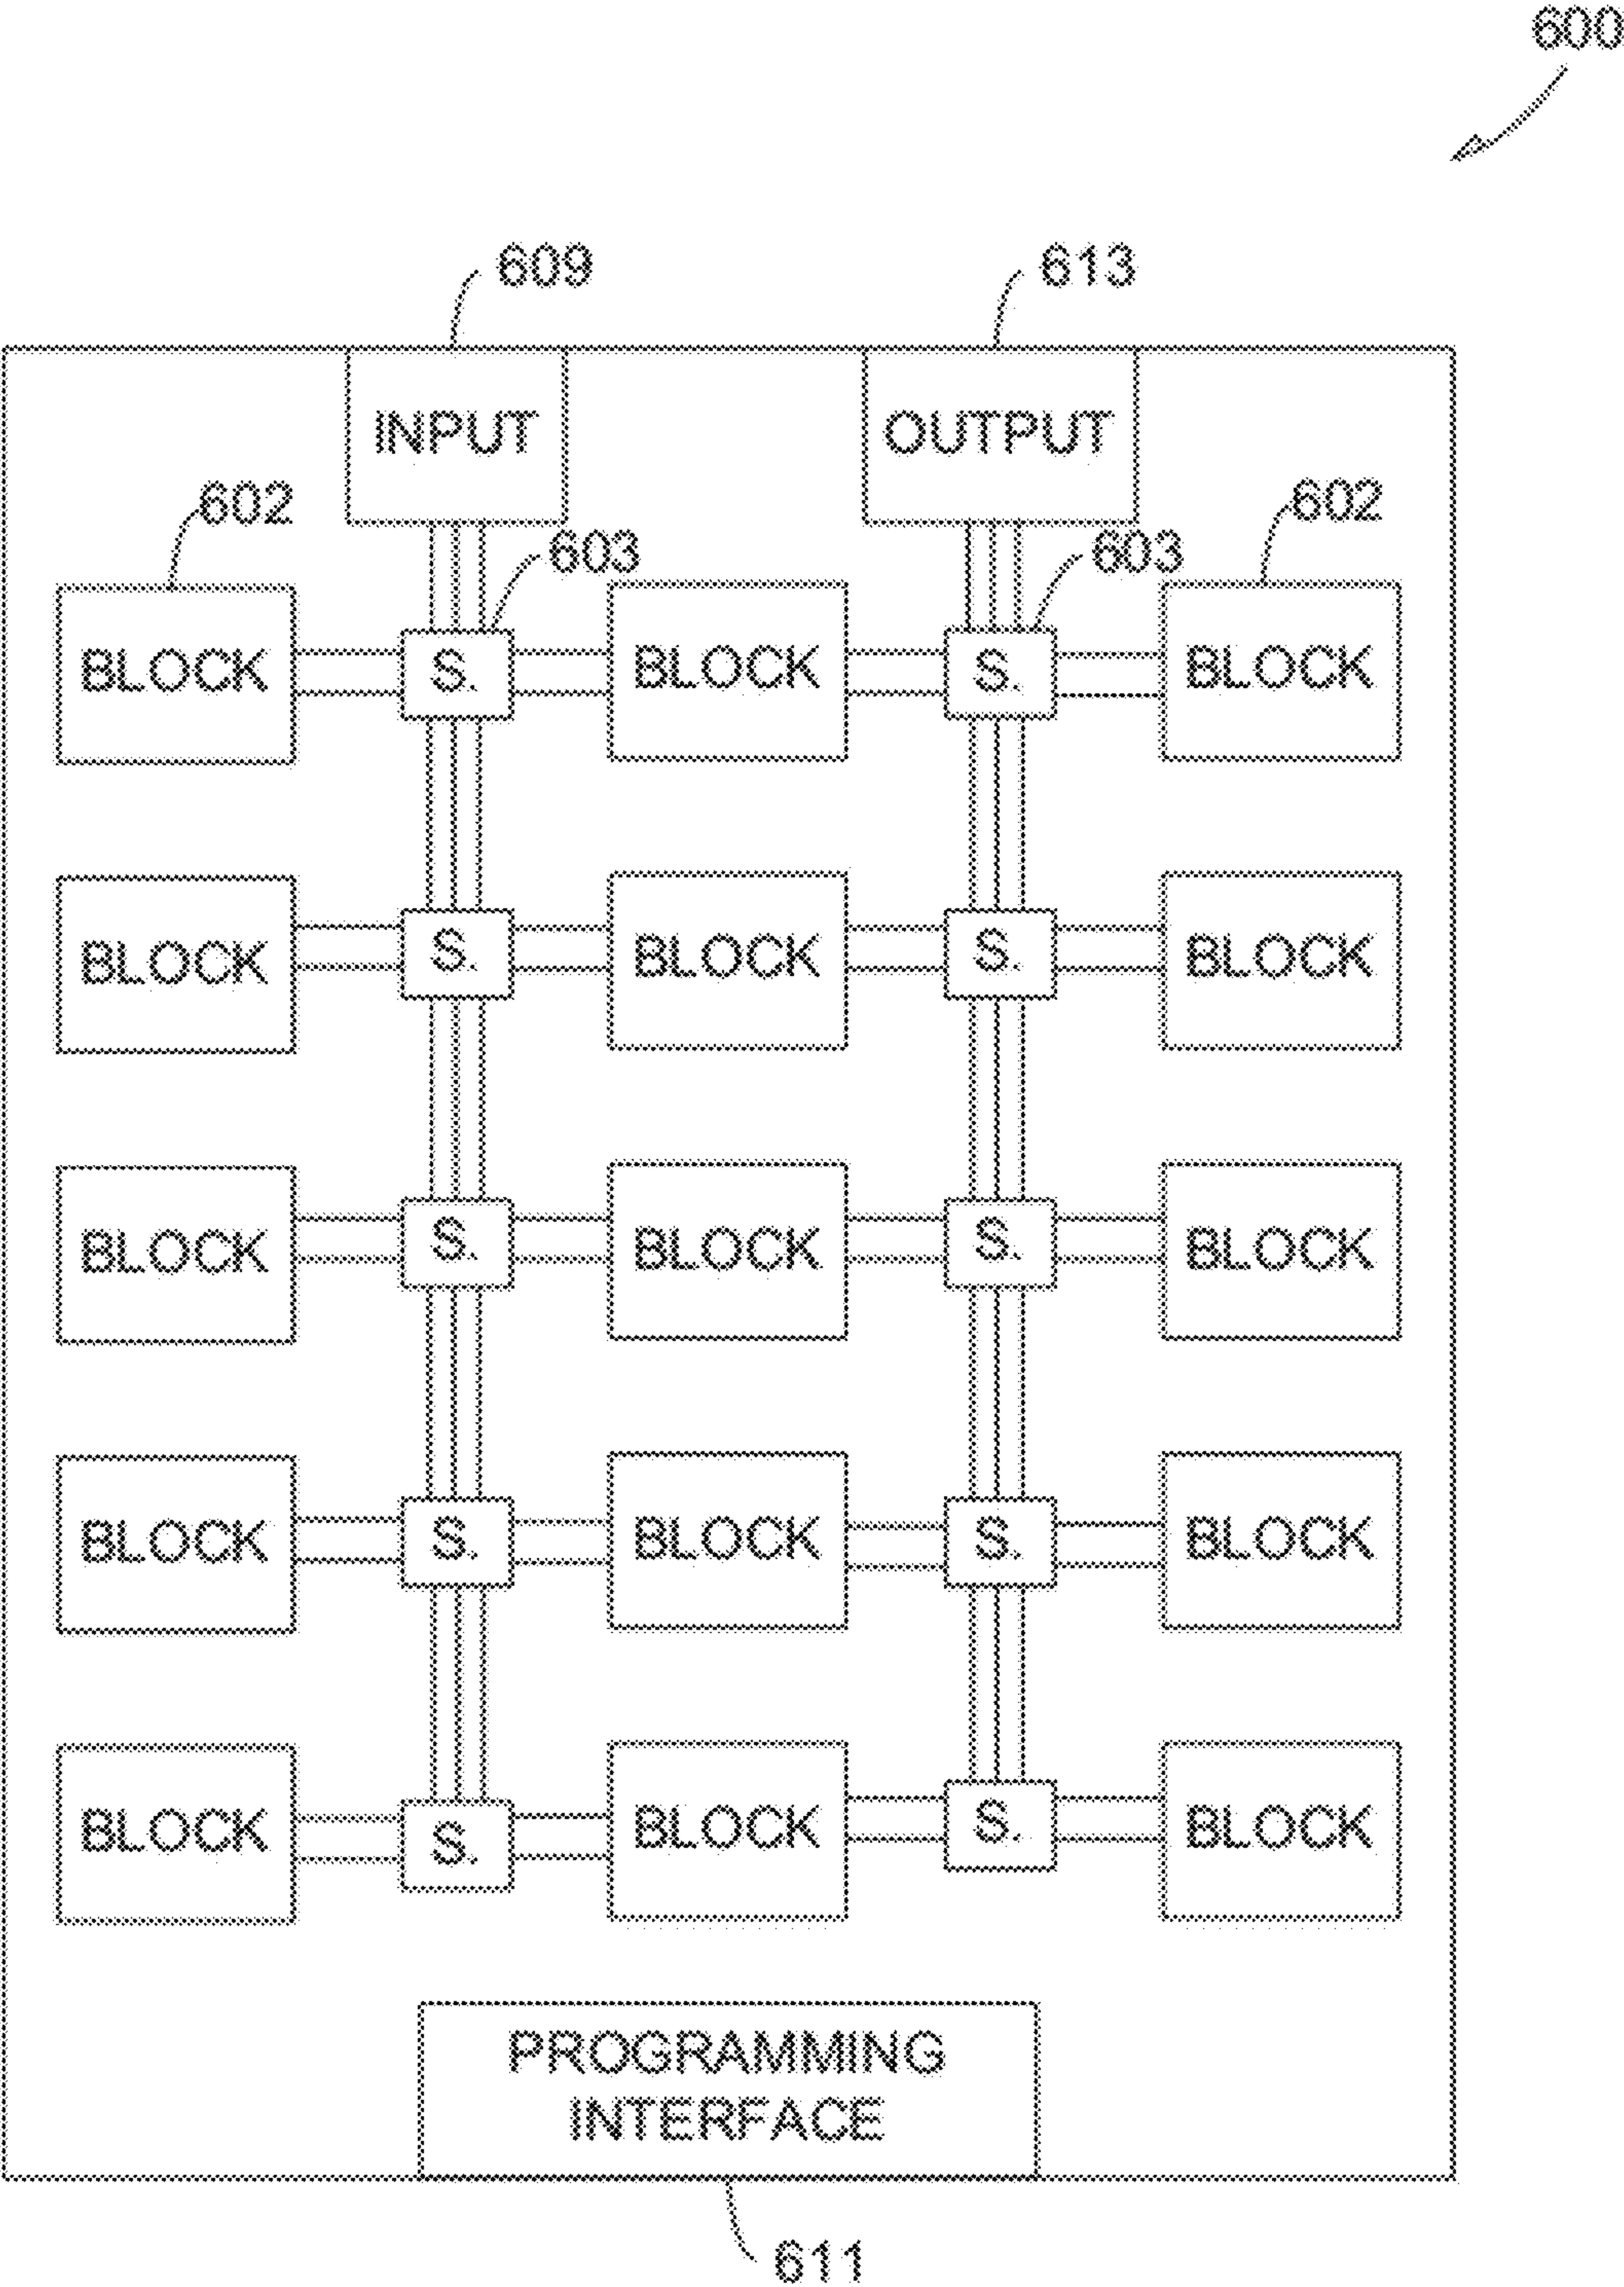 600
609
613
INPUT
OUTPUT
602
602
603
603
BLOCK
S.
BLOCK
S.
BLOCK
BLOCK
S.
BLOCK
S.
BLOCK
BLOCK
S.
BLOCK
S.
BLOCK
BLOCK
S.
BLOCK
S.
BLOCK
BLOCK
S.
BLOCK
S.
BLOCK
PROGRAMMING
INTERFACE
611